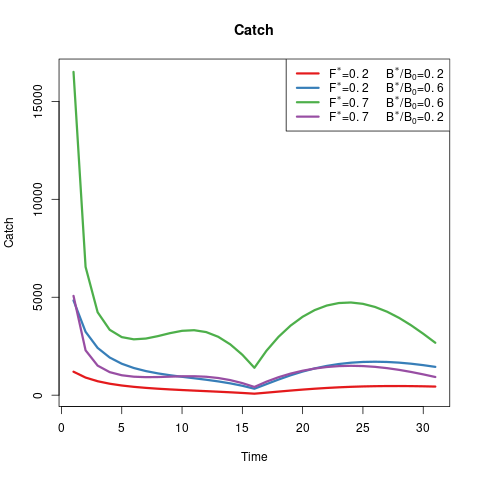 Catch
F*=0.2 B*/B₀=0.2
F*=0.2 B*/B₀=0.6
F*=0.7 B*/B₀=0.6
F*=0.7 B*/B₀=0.2
15000
10000
5000
0
Catch
0 5 10 15 20 25 30
Time